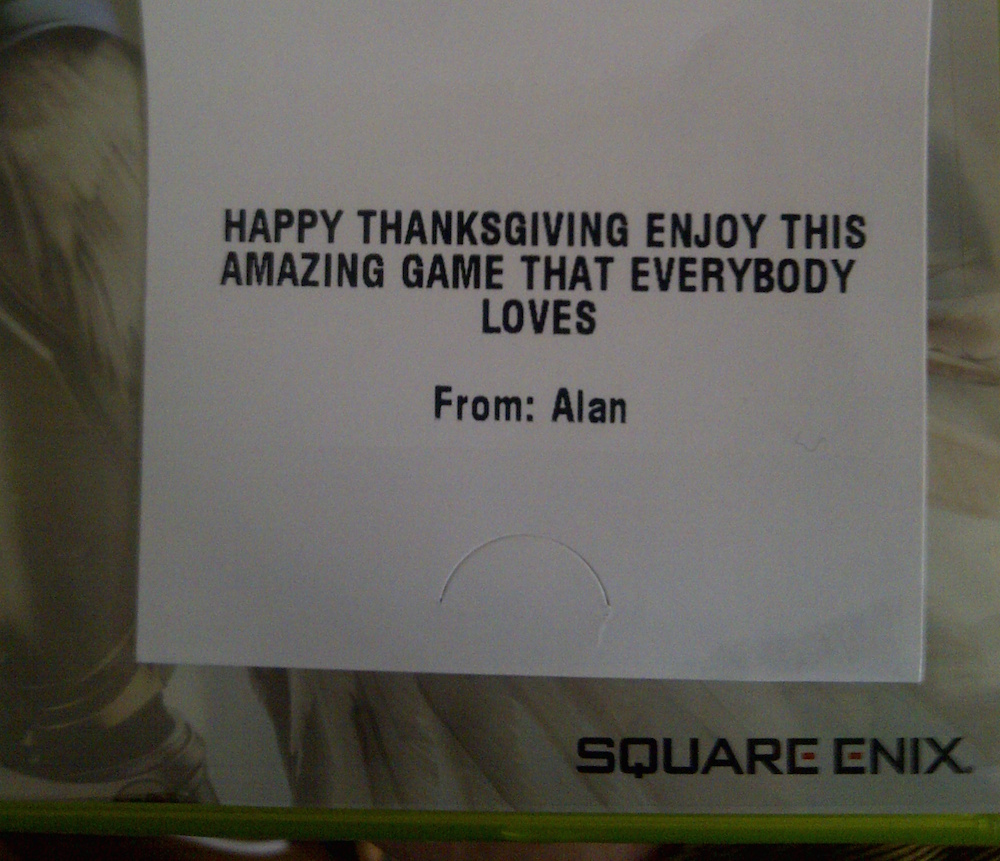 HAPPY THANKSGIVING ENJOY THIS
AMAZING GAME THAT EVERYBODY
LOVES
From: Alan
SQUARE ENIX.